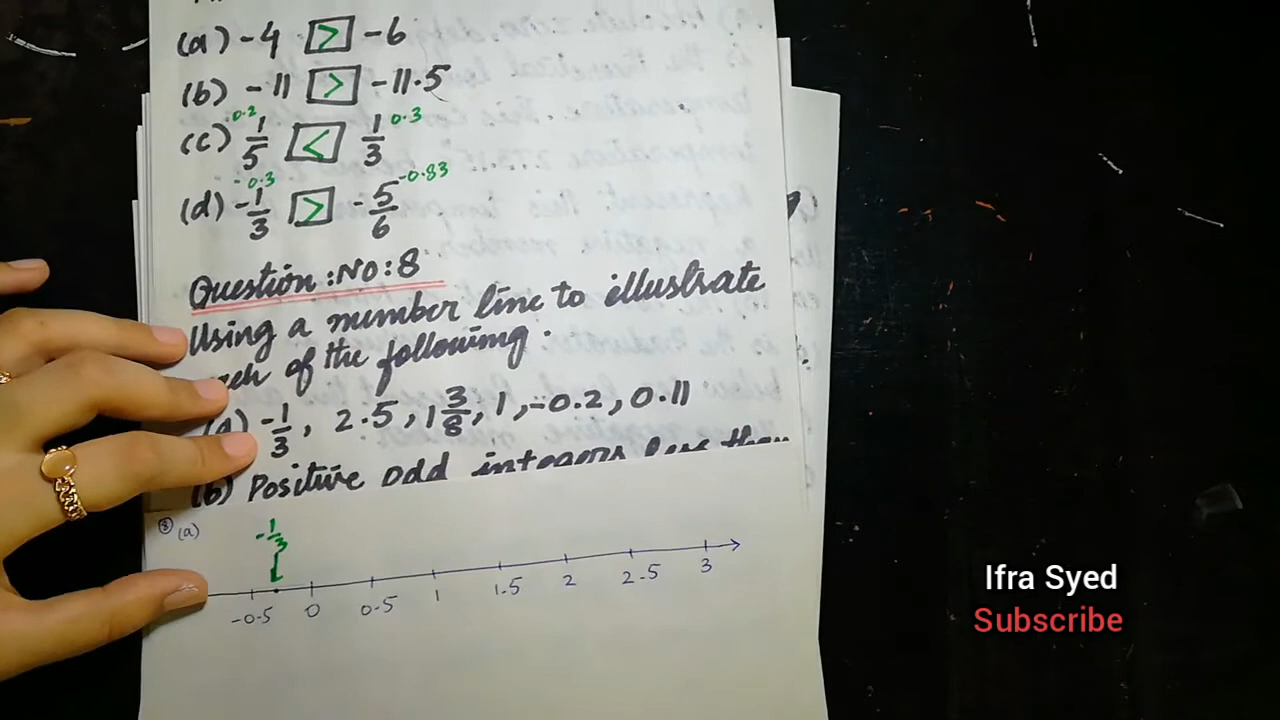 (a) -4 > -6
(b) -11 > -11.5
-0.2 0.3
(c) 1/5 < 1/3
-0.3 -0.83
(d) -1/3 > -5/6
Question :No:8
Using a number line to illustrate
of the following.
(a) -1/3, 2.5, 1 3/8, 1, -0.2, 0.11
(b) Positive odd integers less than
⑧ (a)
-1/3
-0.5 0 0.5 1 1.5 2 2.5 3
Ifra Syed
Subscribe